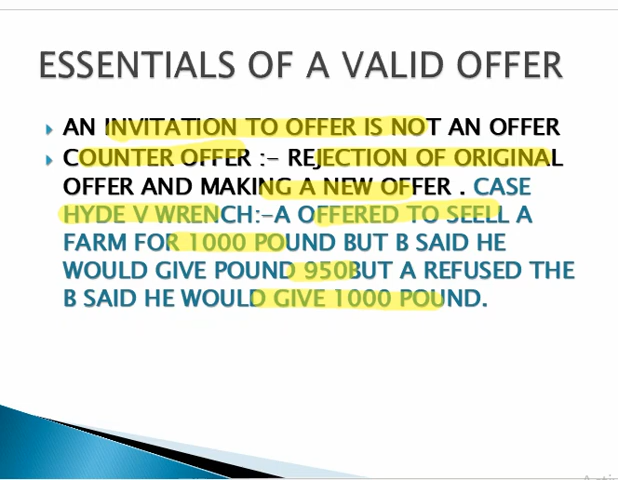 ESSENTIALS OF A VALID OFFER
AN INVITATION TO OFFER IS NOT AN OFFER
COUNTER OFFER :- REJECTION OF ORIGINAL
OFFER AND MAKING A NEW OFFER . CASE
HYDE V WRENCH:-A OFFERED TO SEELL A
FARM FOR 1000 POUND BUT B SAID HE
WOULD GIVE POUND 950BUT A REFUSED THE
B SAID HE WOULD GIVE 1000 POUND.